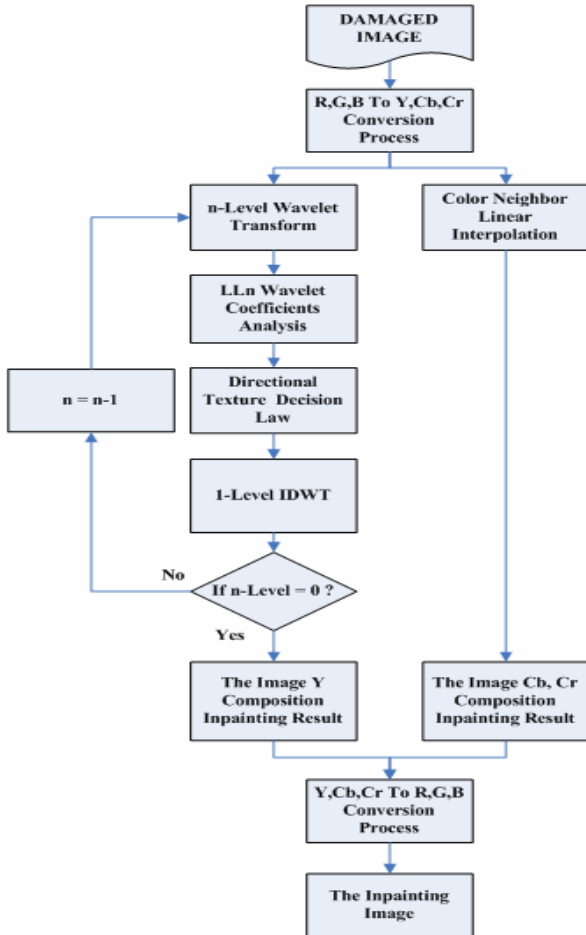 DAMAGED
IMAGE
R,G,B To Y,Cb,Cr
Conversion
Process
n-Level Wavelet
Transform
Color Neighbor
Linear
Interpolation
LLn Wavelet
Coefficients
Analysis
n = n-1
Directional
Texture Decision
Law
1-Level IDWT
No
If n-Level = 0 ?
Yes
The Image Y
Composition
Inpainting Result
The Image Cb, Cr
Composition
Inpainting Result
Y,Cb,Cr To R,G,B
Conversion
Process
The Inpainting
Image